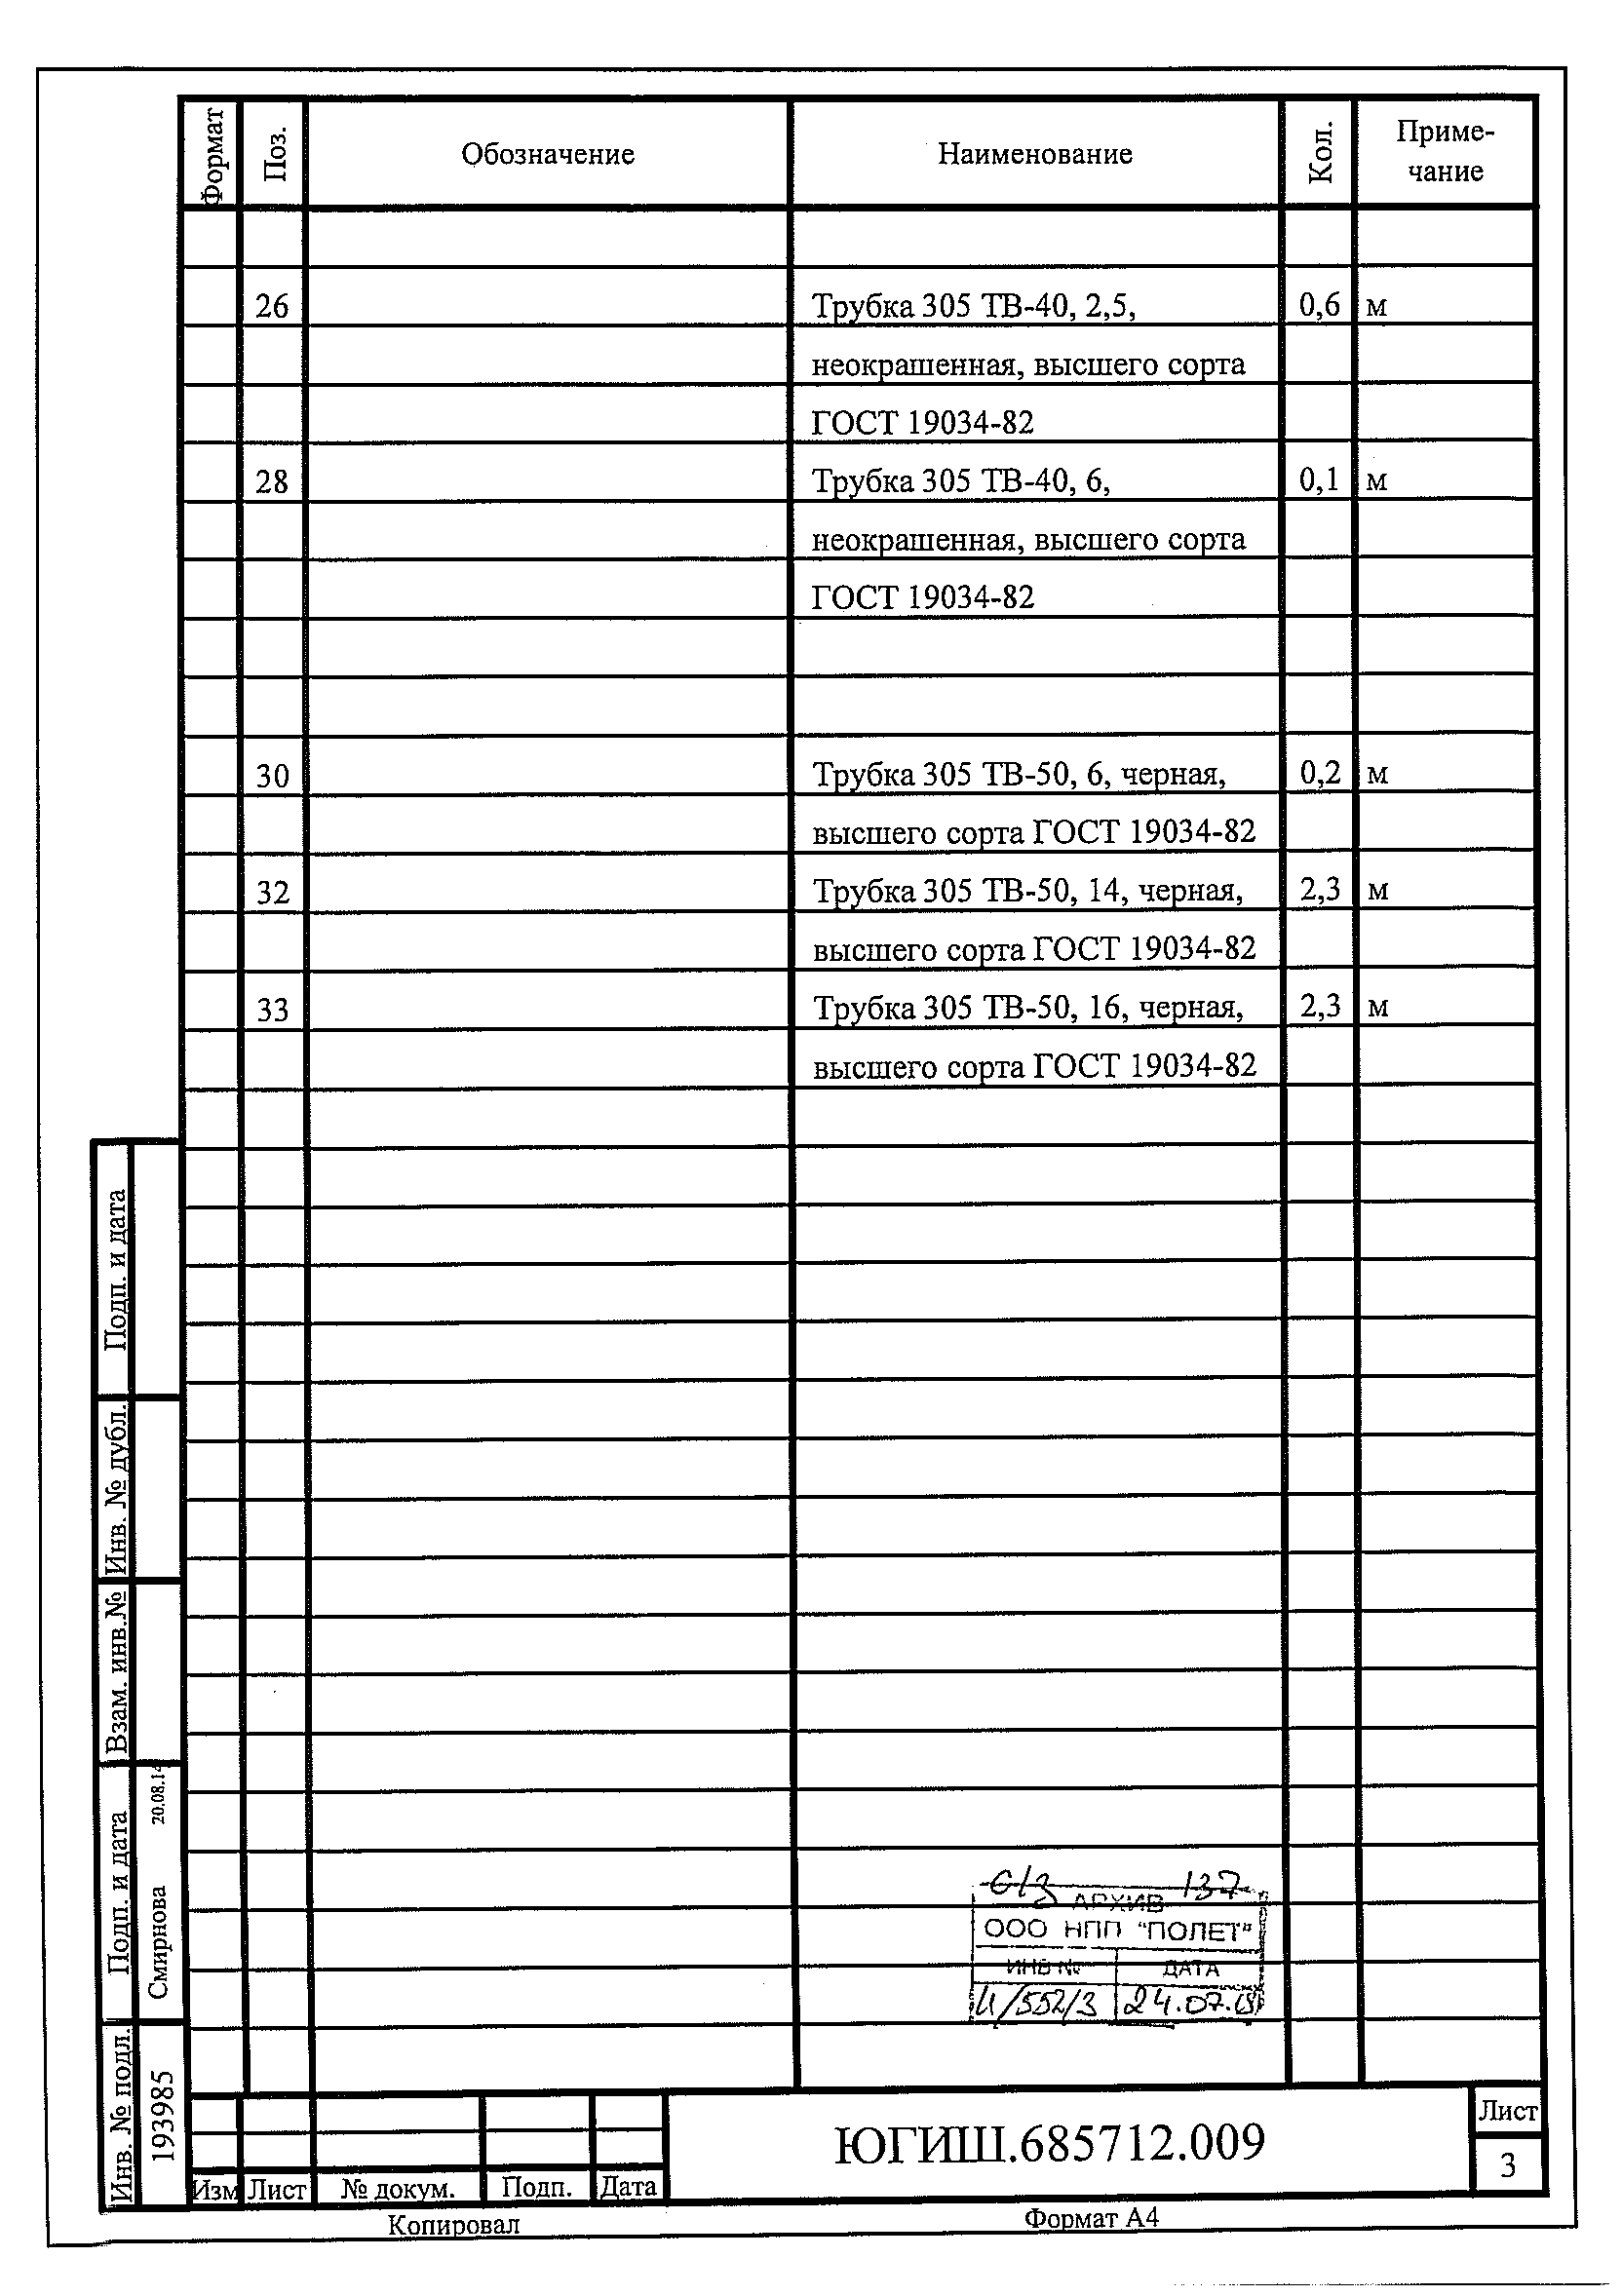 Формат Поз. Обозначение Наименование Кол. Приме-
чание
26 Трубка 305 ТВ-40, 2,5, 0,6 м
неокрашенная, высшего сорта
ГОСТ 19034-82
28 Трубка 305 ТВ-40, 6, 0,1 м
неокрашенная, высшего сорта
ГОСТ 19034-82
30 Трубка 305 ТВ-50, 6, черная, 0,2 м
высшего сорта ГОСТ 19034-82
32 Трубка 305 ТВ-50, 14, черная, 2,3 м
высшего сорта ГОСТ 19034-82
33 Трубка 305 ТВ-50, 16, черная, 2,3 м
высшего сорта ГОСТ 19034-82
Подп. и дата
Инв. № дубл.
Взам. инв.№
Подп. и дата
Смирнова 20.08.14
Инв. № подл.
193985
137
АРХИВ
ООО НПП "ПОЛЕТ"
ИНВ № ДАТА
/552/3 24.07.
ЮГИШ.685712.009
Лист
3
Изм Лист № докум. Подп. Дата
Копировал Формат А4